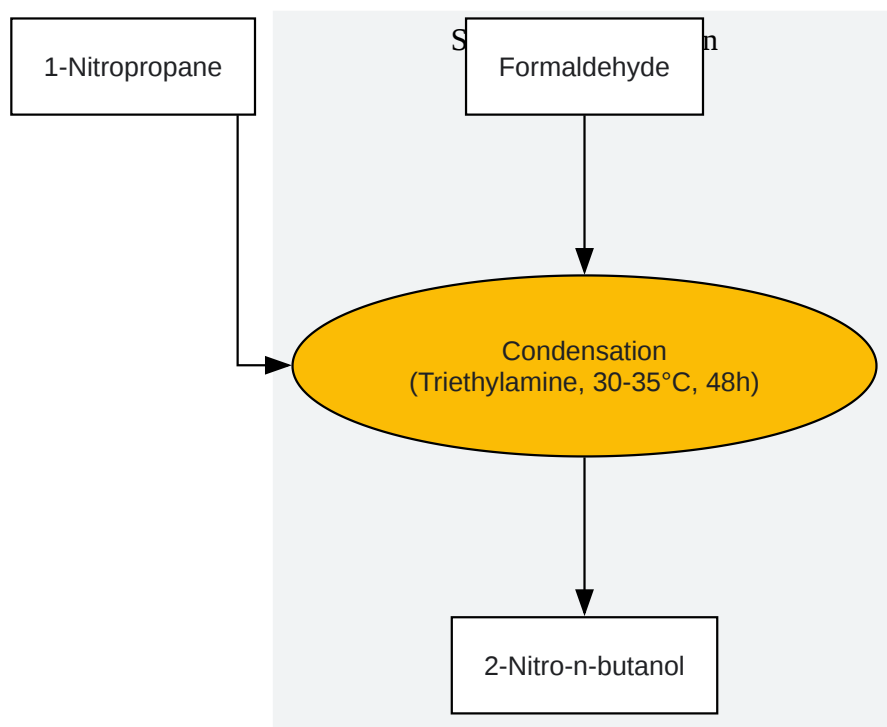 1-Nitropropane
Formaldehyde
Condensation
(Triethylamine, 30-35°C, 48h)
2-Nitro-n-butanol